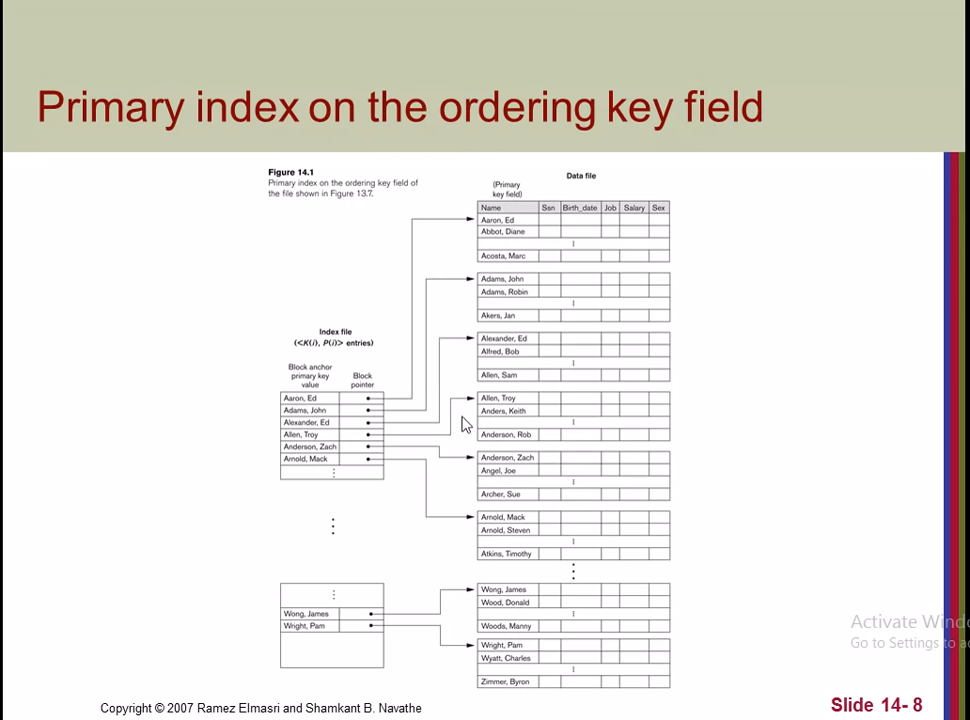 Primary index on the ordering key field
Figure 14.1
Primary index on the ordering key field of
the file shown in Figure 13.7.
Data file
(Primary
key field)
Name Ssn Birth_date Job Salary Sex
Aaron, Ed
Abbot, Diane
Acosta, Marc
Adams, John
Adams, Robin
Akers, Jan
Alexander, Ed
Alfred, Bob
Allen, Sam
Allen, Troy
Anders, Keith
Anderson, Rob
Anderson, Zach
Angel, Joe
Archer, Sue
Arnold, Mack
Arnold, Steven
Atkins, Timothy
Wong, James
Wood, Donald
Woods, Manny
Wright, Pam
Wyatt, Charles
Zimmer, Byron
Index file
(<K(i), P(i)> entries)
Block anchor
primary key
value
Block
pointer
Aaron, Ed
Adams, John
Alexander, Ed
Allen, Troy
Anderson, Zach
Arnold, Mack
Wong, James
Wright, Pam
Activate Windo
Go to Settings to a
Copyright © 2007 Ramez Elmasri and Shamkant B. Navathe
Slide 14- 8